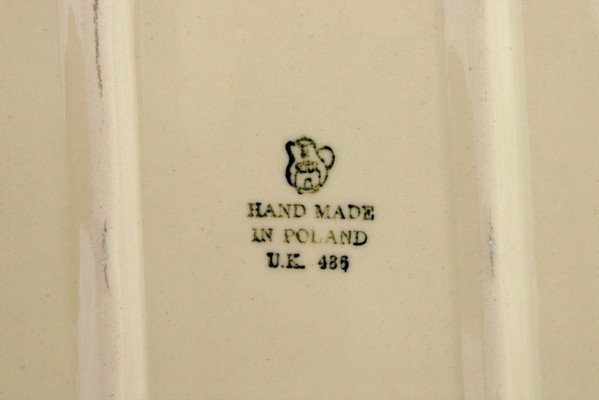 HAND MADE
IN POLAND
U.K. 486